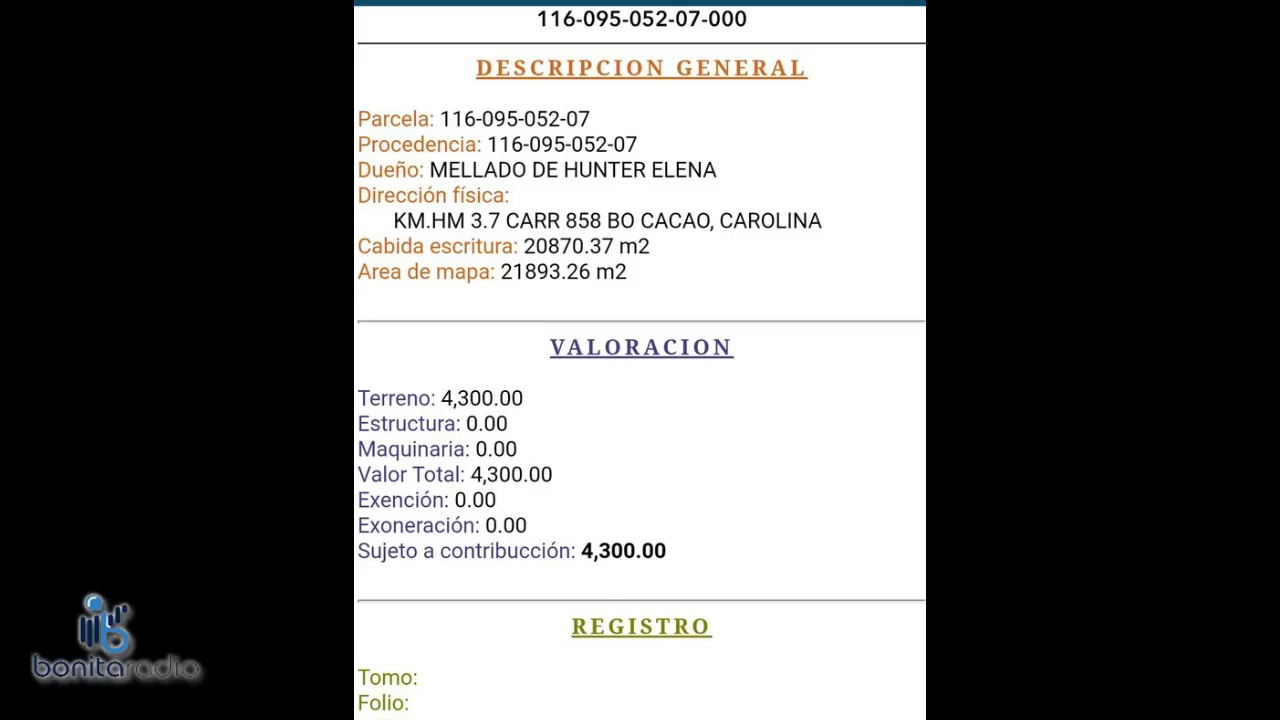 116-095-052-07-000
DESCRIPCION GENERAL
Parcela: 116-095-052-07
Procedencia: 116-095-052-07
Dueño: MELLADO DE HUNTER ELENA
Dirección física:
KM.HM 3.7 CARR 858 BO CACAO, CAROLINA
Cabida escritura: 20870.37 m2
Area de mapa: 21893.26 m2
VALORACION
Terreno: 4,300.00
Estructura: 0.00
Maquinaria: 0.00
Valor Total: 4,300.00
Exención: 0.00
Exoneración: 0.00
Sujeto a contribucción: 4,300.00
REGISTRO
Tomo:
Folio:
bonitaradio